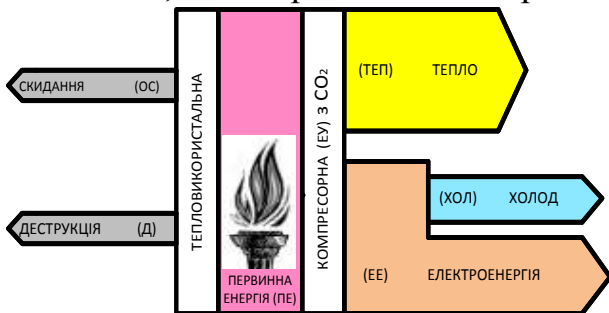 СКИДАННЯ (ОС)
ДЕСТРУКЦІЯ (Д)
ТЕПЛОВИКОРИСТАЛЬНА
ПЕРВИННА
ЕНЕРГІЯ (ПЕ)
КОМПРЕСОРНА (ЕУ) з CO₂
(ТЕП) ТЕПЛО
(ХОЛ) ХОЛОД
(ЕЕ) ЕЛЕКТРОЕНЕРГІЯ